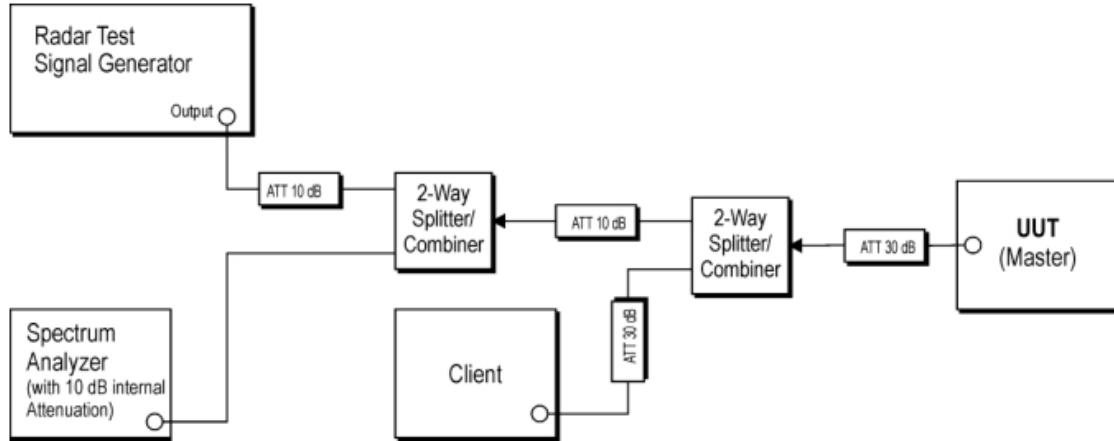 Radar Test
Signal Generator
Output
ATT 10 dB
2-Way
Splitter/
Combiner
ATT 10 dB
2-Way
Splitter/
Combiner
ATT 30 dB
UUT
(Master)
Spectrum
Analyzer
(with 10 dB internal
Attenuation)
Client
ATT 30 dB